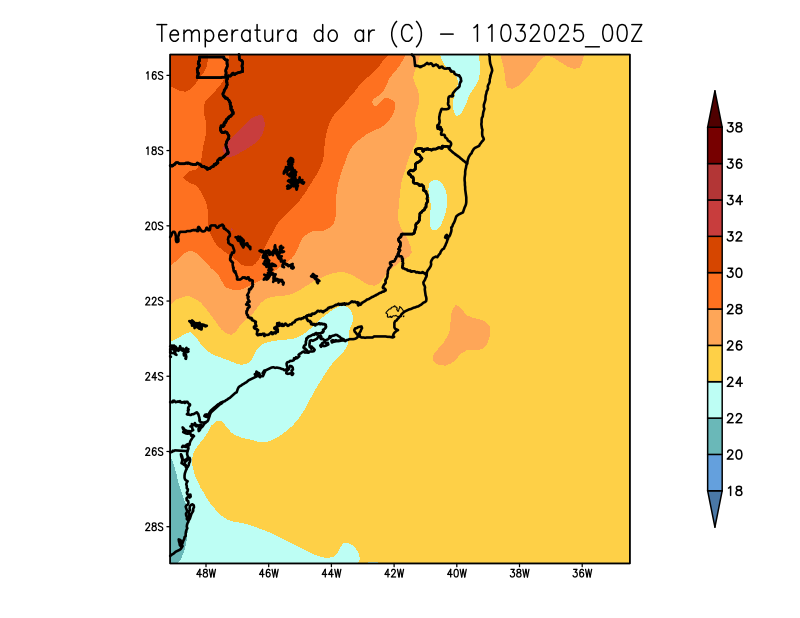 Temperatura do ar (C) – 11032025_00Z
16S
18S
20S
22S
24S
26S
28S
48W
46W
44W
42W
40W
38W
36W
38
36
34
32
30
28
26
24
22
20
18